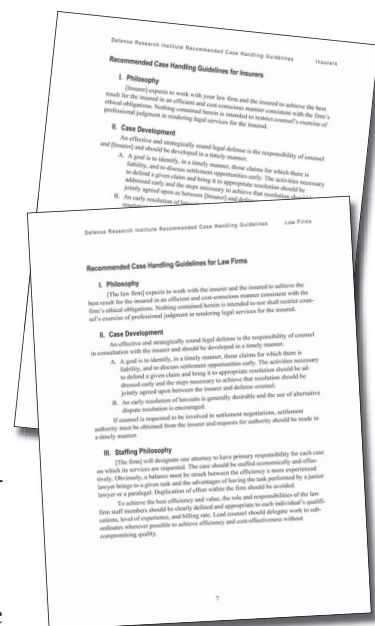 Defense Research Institute Recommended Case Handling Guidelines Insurers
Recommended Case Handling Guidelines for Insurers
I. Philosophy
[Insurer] expects to work with your law firm and the insured to achieve the best
result for the insured in an efficient and cost-conscious manner consistent with the firm's
ethical obligations. Nothing contained herein is intended to restrict counsel's exercise of
professional judgment in rendering legal services for the insured.
II. Case Development
An effective and strategically sound legal defense is the responsibility of counsel
and [Insurer] and should be developed in a timely manner.
A. A goal is to identify, in a timely manner, those claims for which there is
liability, and to discuss settlement opportunities early. The activities necessary
to defend a given claim and bring it to appropriate resolution should be
addressed early and the steps necessary to achieve that resolution should be
jointly agreed upon as between [Insurer] and
B. An early resolution of
Defense Research Institute Recommended Case Handling Guidelines Law Firms
Recommended Case Handling Guidelines for Law Firms
I. Philosophy
[The law firm] expects to work with the insurer and the insured to achieve the
best result for the insured in an efficient and cost-conscious manner consistent with the
firm's ethical obligations. Nothing contained herein is intended to nor shall restrict coun-
sel's exercise of professional judgment in rendering legal services for the insured.
II. Case Development
An effective and strategically sound legal defense is the responsibility of counsel
in consultation with the insurer and should be developed in a timely manner.
A. A goal is to identify, in a timely manner, those claims for which there is
liability, and to discuss settlement opportunities early. The activities necessary
to defend a given claim and bring it to appropriate resolution should be ad-
dressed early and the steps necessary to achieve that resolution should be
jointly agreed upon between the insurer and defense counsel.
B. An early resolution of lawsuits is generally desirable and the use of alternative
dispute resolution is encouraged.
If counsel is requested to be involved in settlement negotiations, settlement
authority must be obtained from the insurer and requests for authority should be made in
a timely manner.
III. Staffing Philosophy
[The firm] will designate one attorney to have primary responsibility for each case
on which its services are requested. The case should be staffed economically and effec-
tively. Obviously, a balance must be struck between the efficiency a more experienced
lawyer brings to a given task and the advantages of having the task performed by a junior
lawyer or a paralegal. Duplication of effort within the firm should be avoided.
To achieve the best efficiency and value, the role and responsibilities of the law
firm staff members should be clearly defined and appropriate to each individual's qualifi-
cations, level of experience, and billing rate. Lead counsel should delegate work to sub-
ordinates wherever possible to achieve efficiency and cost-effectiveness without
compromising quality.
7